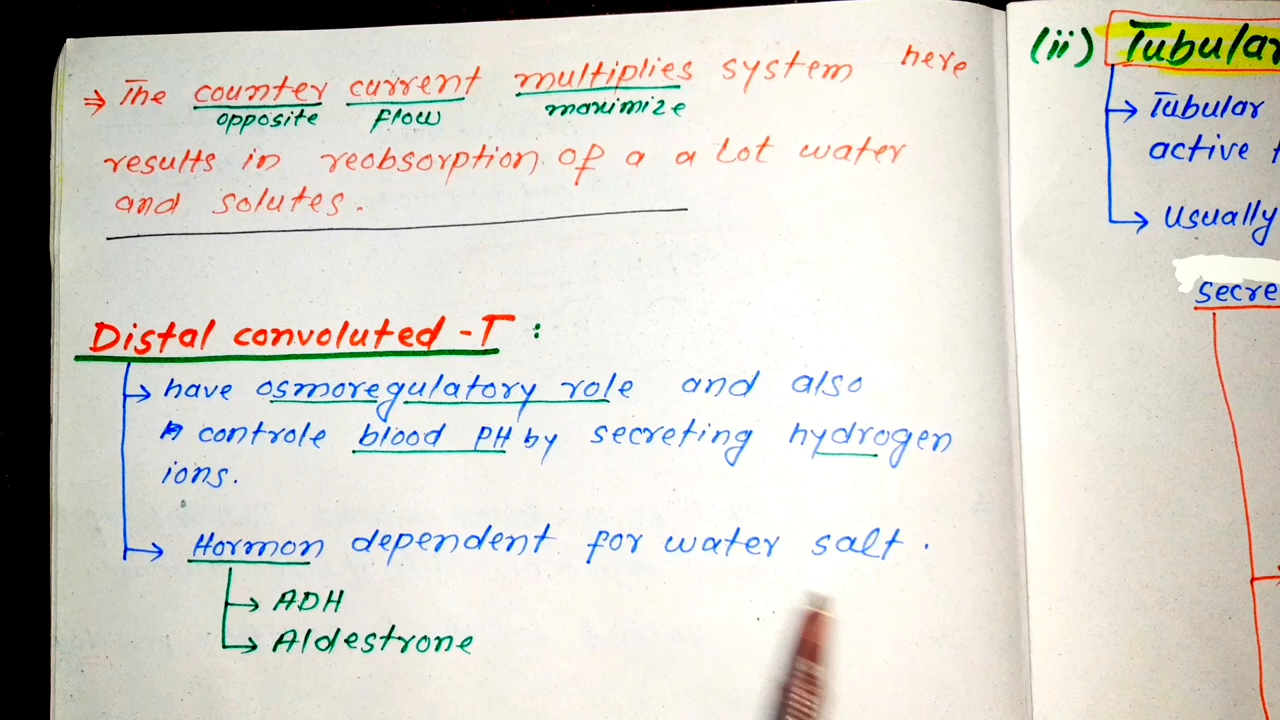 ⇒ The counter current multiplies system here
opposite flow maximize
results in reobsorption of a a lot water
and solutes.
Distal convoluted -T :
→ have osmoregulatory role and also
controle blood PH by secreting hydrogen
ions.
→ Hormon dependent for water salt.
→ ADH
→ Aldestrone
(ii) Tubular
→ Tubular
active
→ Usually
Secre